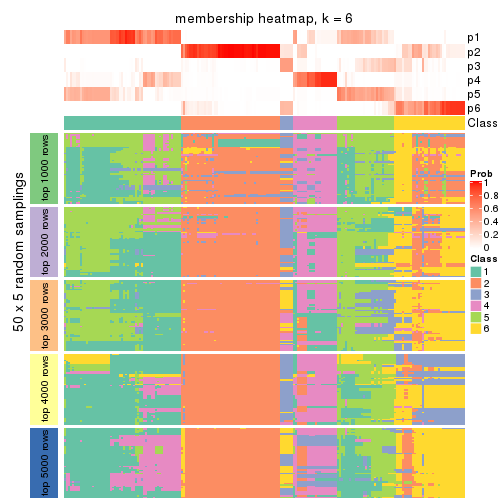 membership heatmap, k = 6
p1
p2
p3
p4
p5
p6
Class
50 x 5 random samplings
top 1000 rows
top 2000 rows
top 3000 rows
top 4000 rows
top 5000 rows
Prob
1
0.8
0.6
0.4
0.2
0
Class
1
2
3
4
5
6